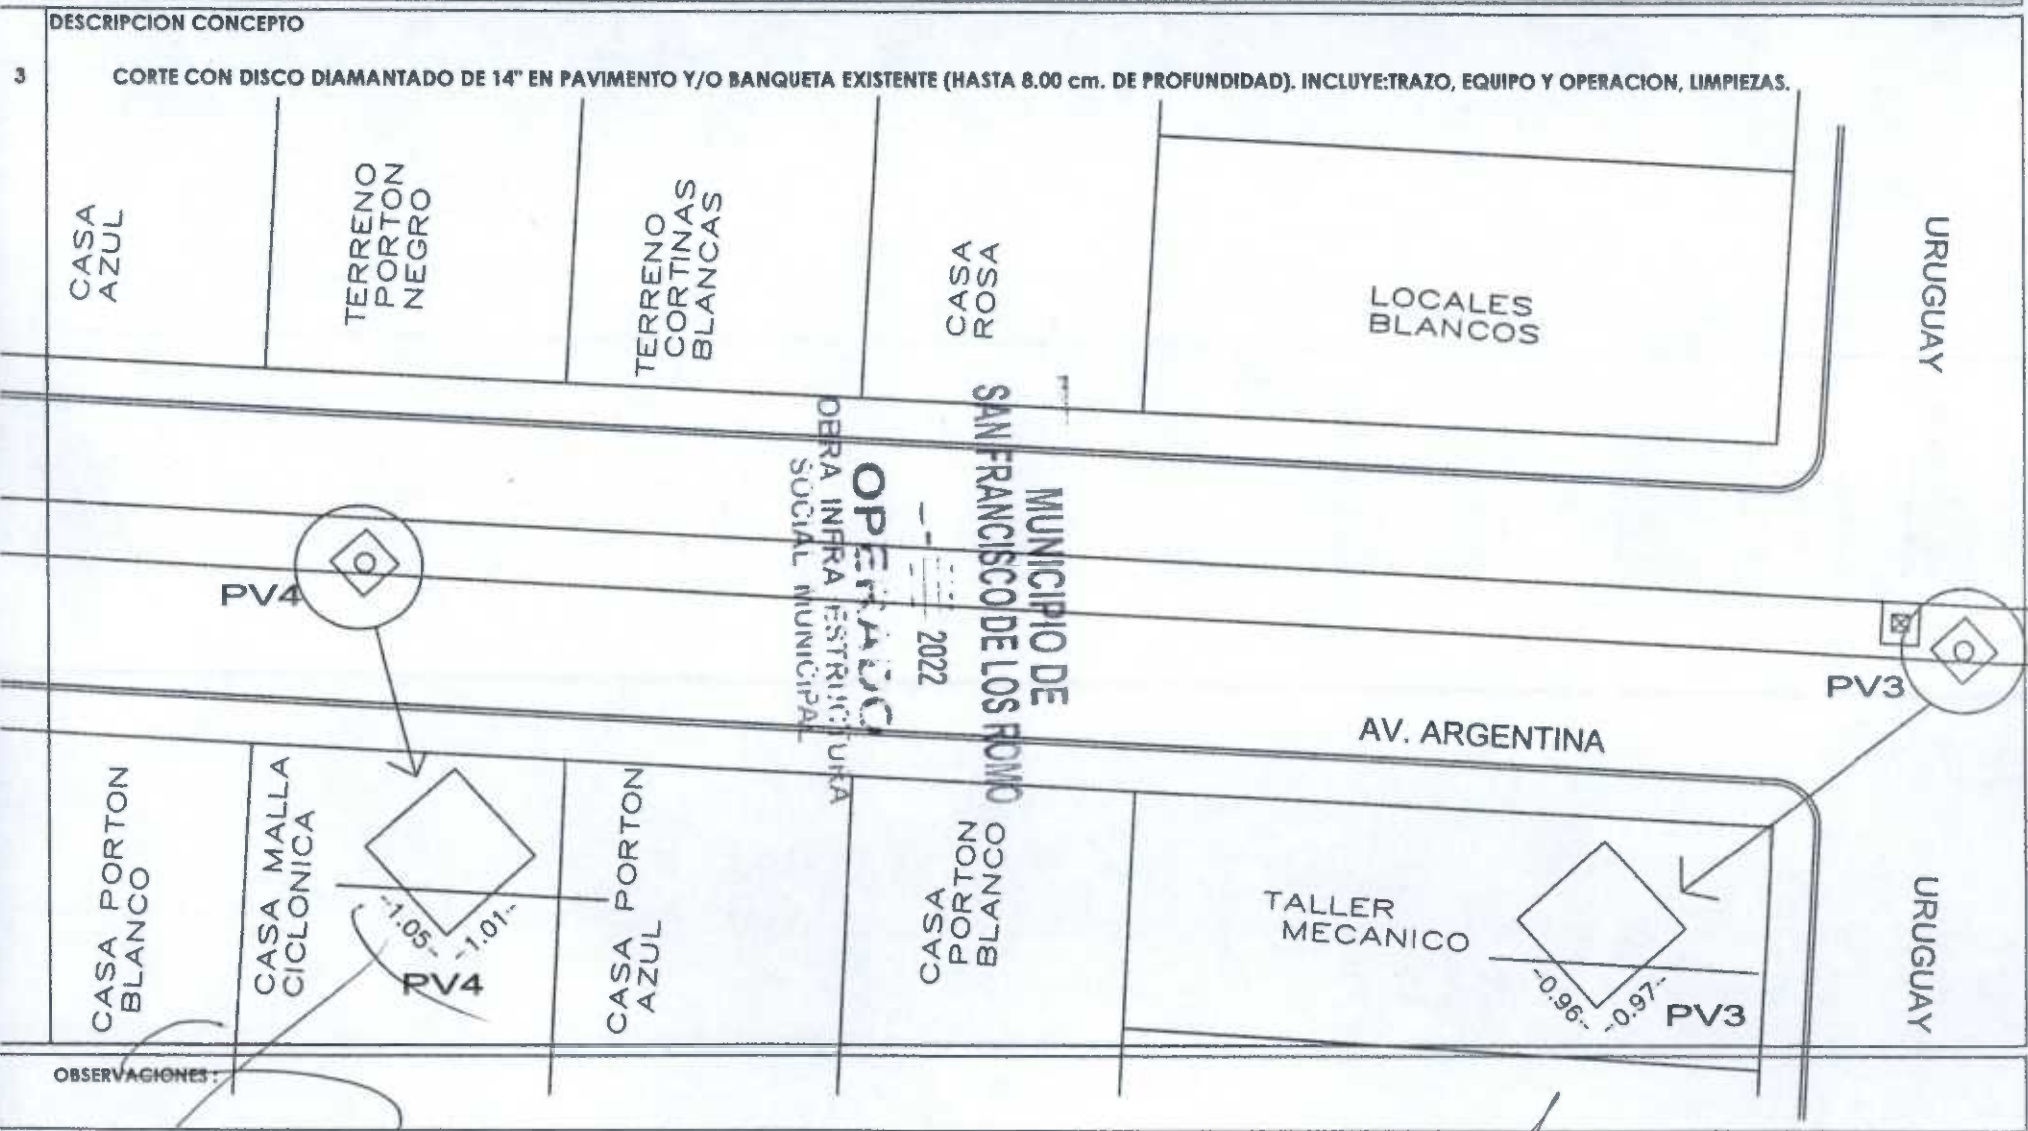 DESCRIPCION CONCEPTO
3 CORTE CON DISCO DIAMANTADO DE 14" EN PAVIMENTO Y/O BANQUETA EXISTENTE (HASTA 8.00 cm. DE PROFUNDIDAD). INCLUYE:TRAZO, EQUIPO Y OPERACION, LIMPIEZAS.
CASA
AZUL
TERRENO
PORTON
NEGRO
TERRENO
CORTINAS
BLANCAS
CASA
ROSA
LOCALES
BLANCOS
URUGUAY
MUNICIPIO DE
SAN FRANCISCO DE LOS ROMO
2022
OPERADO
OBRA INFRA ESTRUCTURA
SOCIAL MUNICIPAL
PV4
PV3
AV. ARGENTINA
CASA PORTON
BLANCO
CASA MALLA
CICLONICA
-1.05-
-1.01-
PV4
CASA PORTON
AZUL
CASA
PORTON
BLANCO
TALLER
MECANICO
-0.96-
-0.97-
PV3
URUGUAY
OBSERVACIONES: